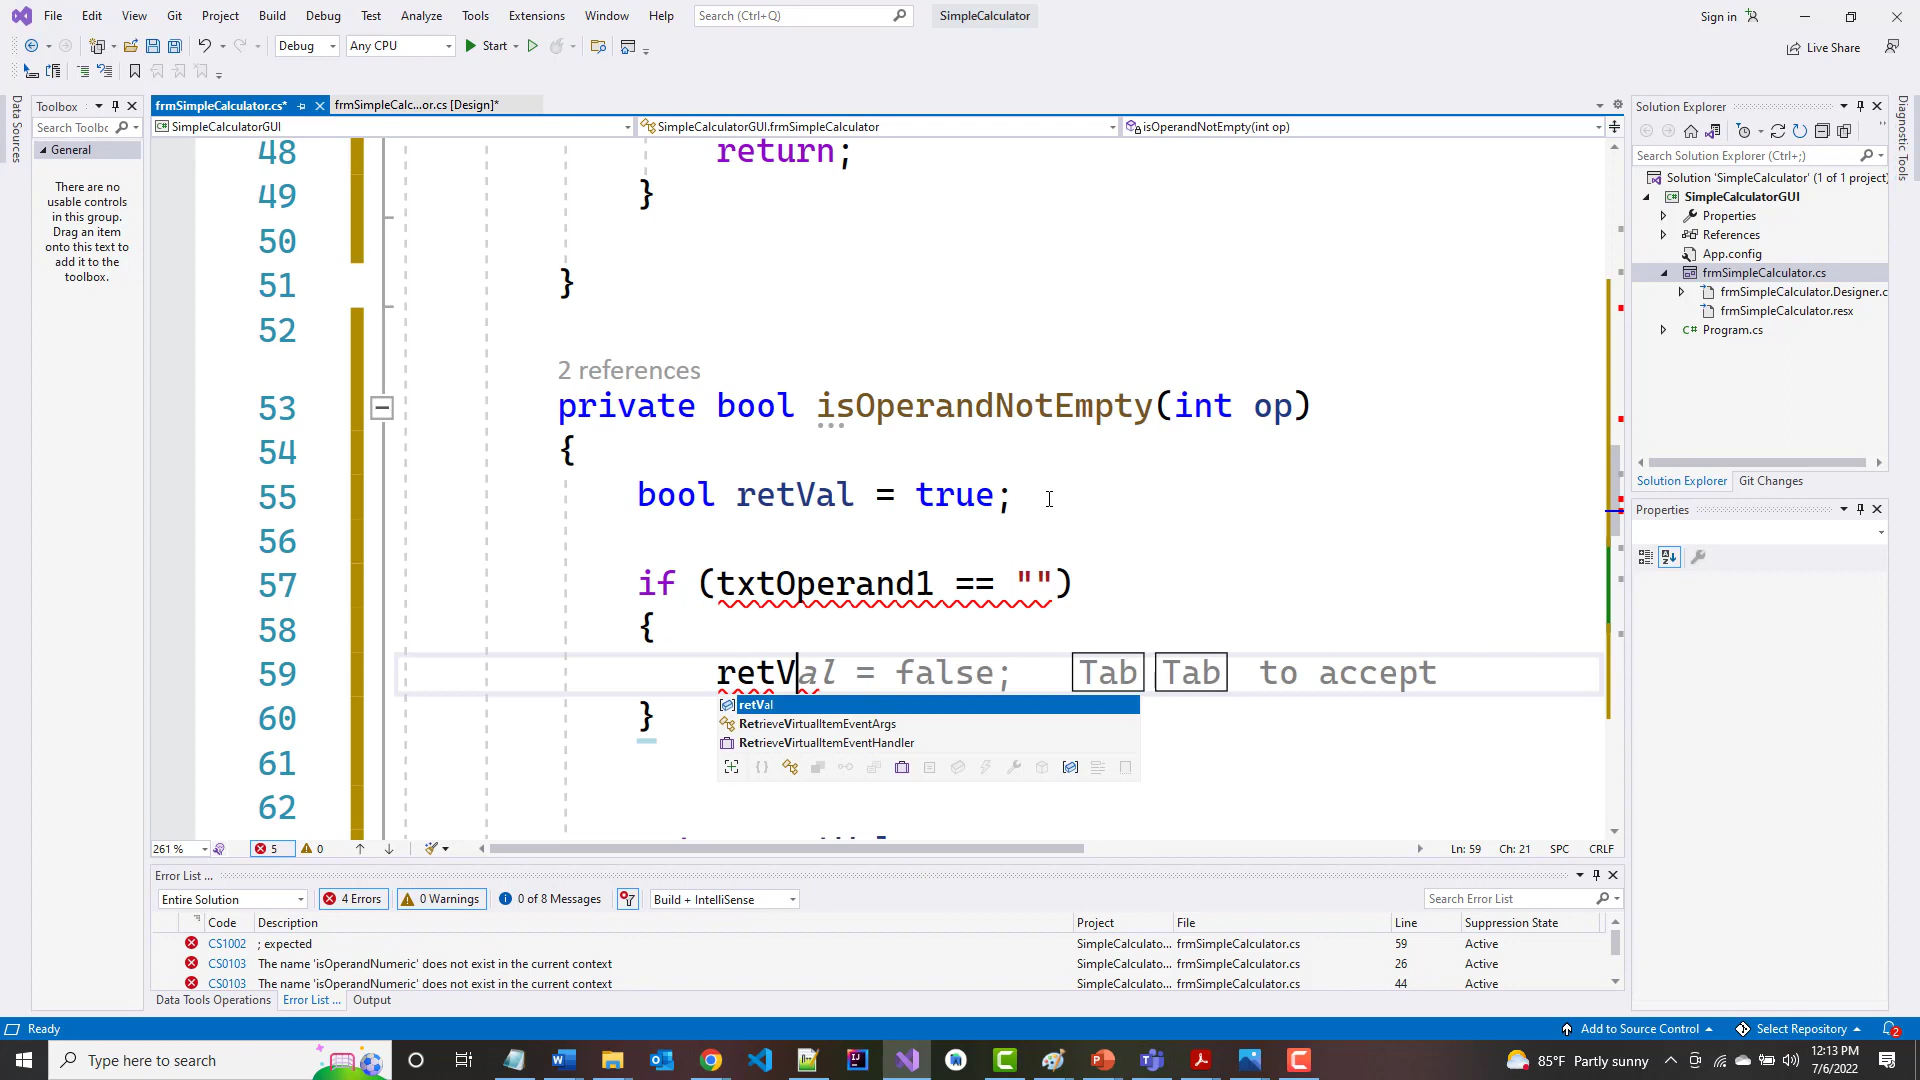 File Edit View Git Project Build Debug Test Analyze Tools Extensions Window Help Search (Ctrl+Q) SimpleCalculator Sign in
Debug Any CPU Start Live Share
Data Sources
Toolbox
Search Toolbc
General
There are no
usable controls
in this group.
Drag an item
onto this text to
add it to the
toolbox.
frmSimpleCalculator.cs* frmSimpleCalc...or.cs [Design]*
SimpleCalculatorGUI SimpleCalculatorGUI.frmSimpleCalculator isOperandNotEmpty(int op)
48 return;
49 }
50
51 }
52
2 references
53 private bool isOperandNotEmpty(int op)
54 {
55 bool retVal = true;
56
57 if (txtOperand1 == "")
58 {
59 retVal = false; Tab Tab to accept
retVal
RetrieveVirtualItemEventArgs
RetrieveVirtualItemEventHandler
60 }
61
62
261 % 5 0 Ln: 59 Ch: 21 SPC CRLF
Error List ...
Entire Solution 4 Errors 0 Warnings 0 of 8 Messages Build + IntelliSense Search Error List
Code Description Project File Line Suppression State
CS1002 ; expected SimpleCalculato... frmSimpleCalculator.cs 59 Active
CS0103 The name 'isOperandNumeric' does not exist in the current context SimpleCalculato... frmSimpleCalculator.cs 26 Active
CS0103 The name 'isOperandNumeric' does not exist in the current context SimpleCalculato... frmSimpleCalculator.cs 44 Active
Data Tools Operations Error List ... Output
Solution Explorer
Search Solution Explorer (Ctrl+;)
Solution 'SimpleCalculator' (1 of 1 project)
SimpleCalculatorGUI
Properties
References
App.config
frmSimpleCalculator.cs
frmSimpleCalculator.Designer.c
frmSimpleCalculator.resx
Program.cs
Solution Explorer Git Changes
Properties
Diagnostic Tools
Ready Add to Source Control Select Repository 2
Type here to search 85°F Partly sunny 12:13 PM
7/6/2022